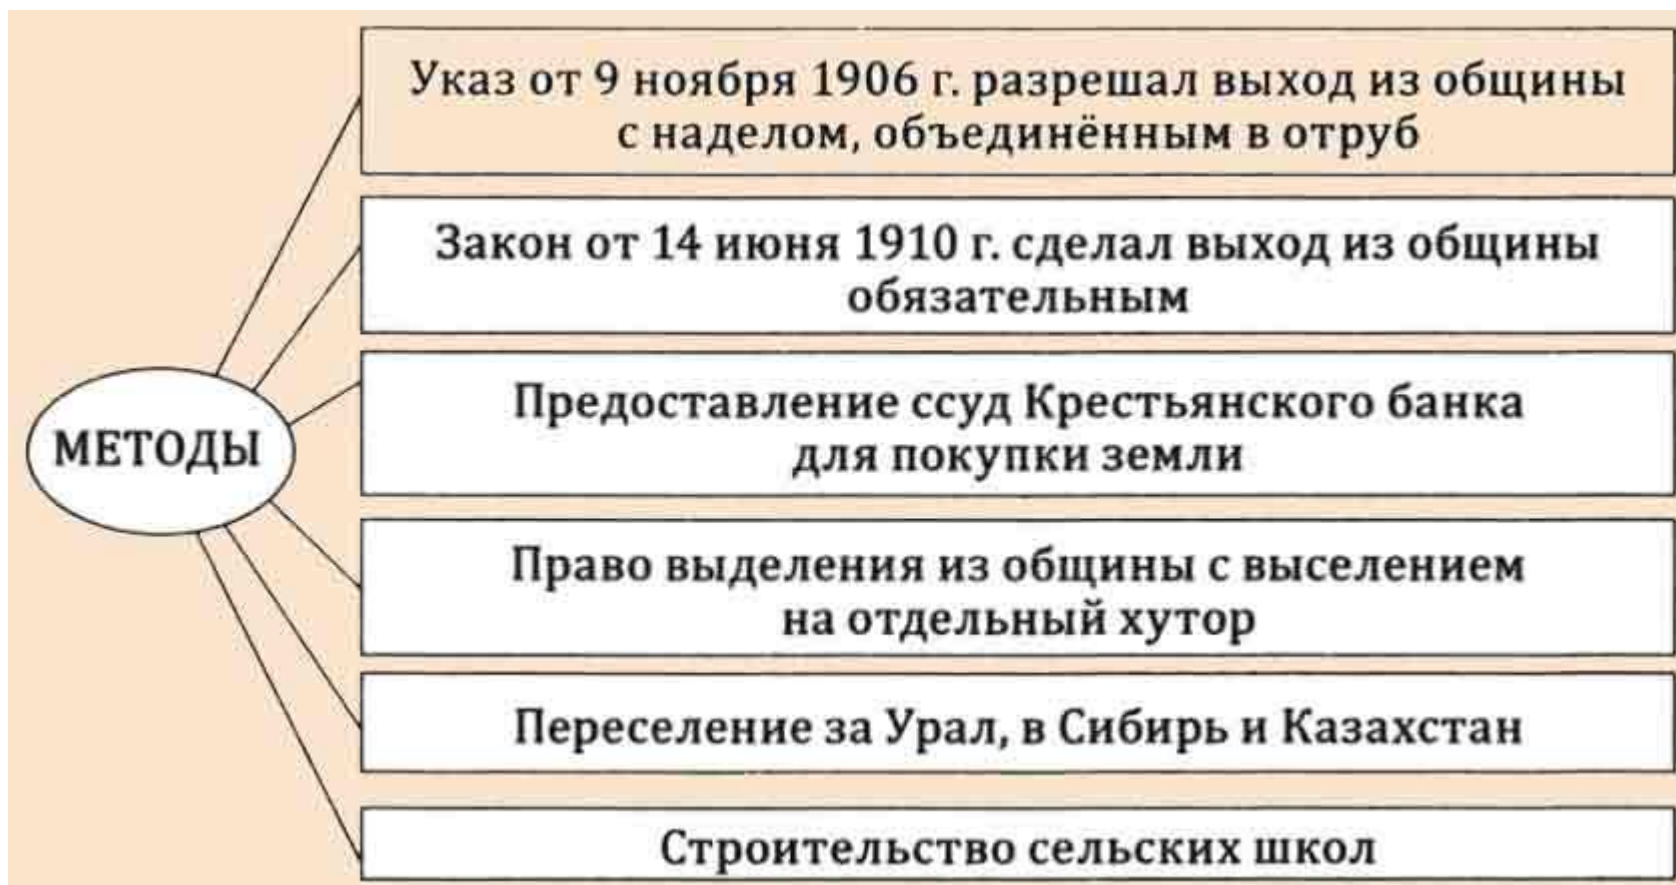 Указ от 9 ноября 1906 г. разрешал выход из общины
с наделом, объединённым в отруб
Закон от 14 июня 1910 г. сделал выход из общины
обязательным
Предоставление ссуд Крестьянского банка
для покупки земли
МЕТОДЫ
Право выделения из общины с выселением
на отдельный хутор
Переселение за Урал, в Сибирь и Казахстан
Строительство сельских школ